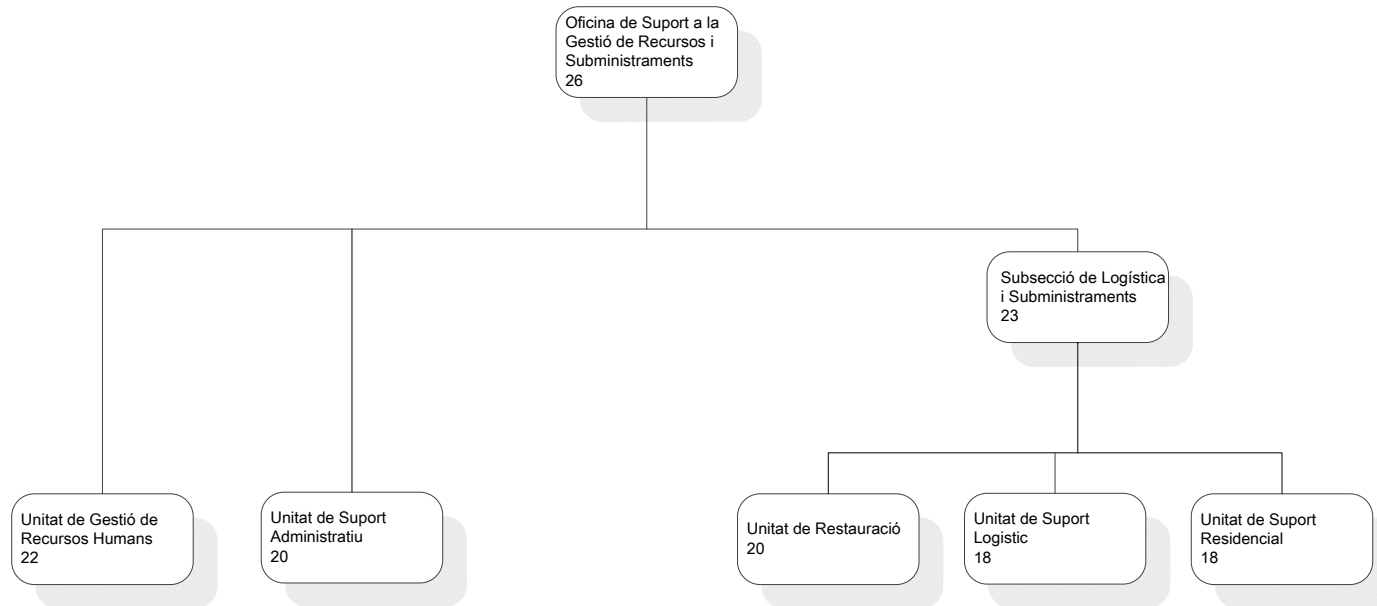 Oficina de Suport a la
Gestió de Recursos i
Subministraments
26
Subsecció de Logística
i Subministraments
23
Unitat de Gestió de
Recursos Humans
22
Unitat de Suport
Administratiu
20
Unitat de Restauració
20
Unitat de Suport
Logistic
18
Unitat de Suport
Residencial
18